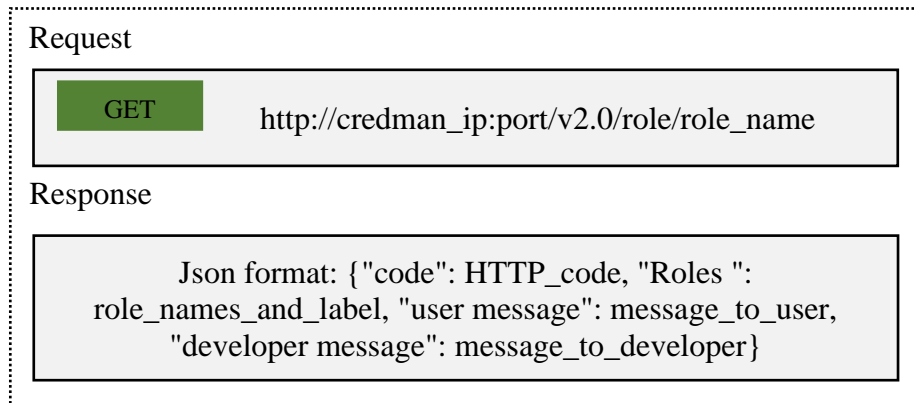 Request
GET
http://credman_ip:port/v2.0/role/role_name
Response
Json format: {"code": HTTP_code, "Roles ":
role_names_and_label, "user message": message_to_user,
"developer message": message_to_developer}